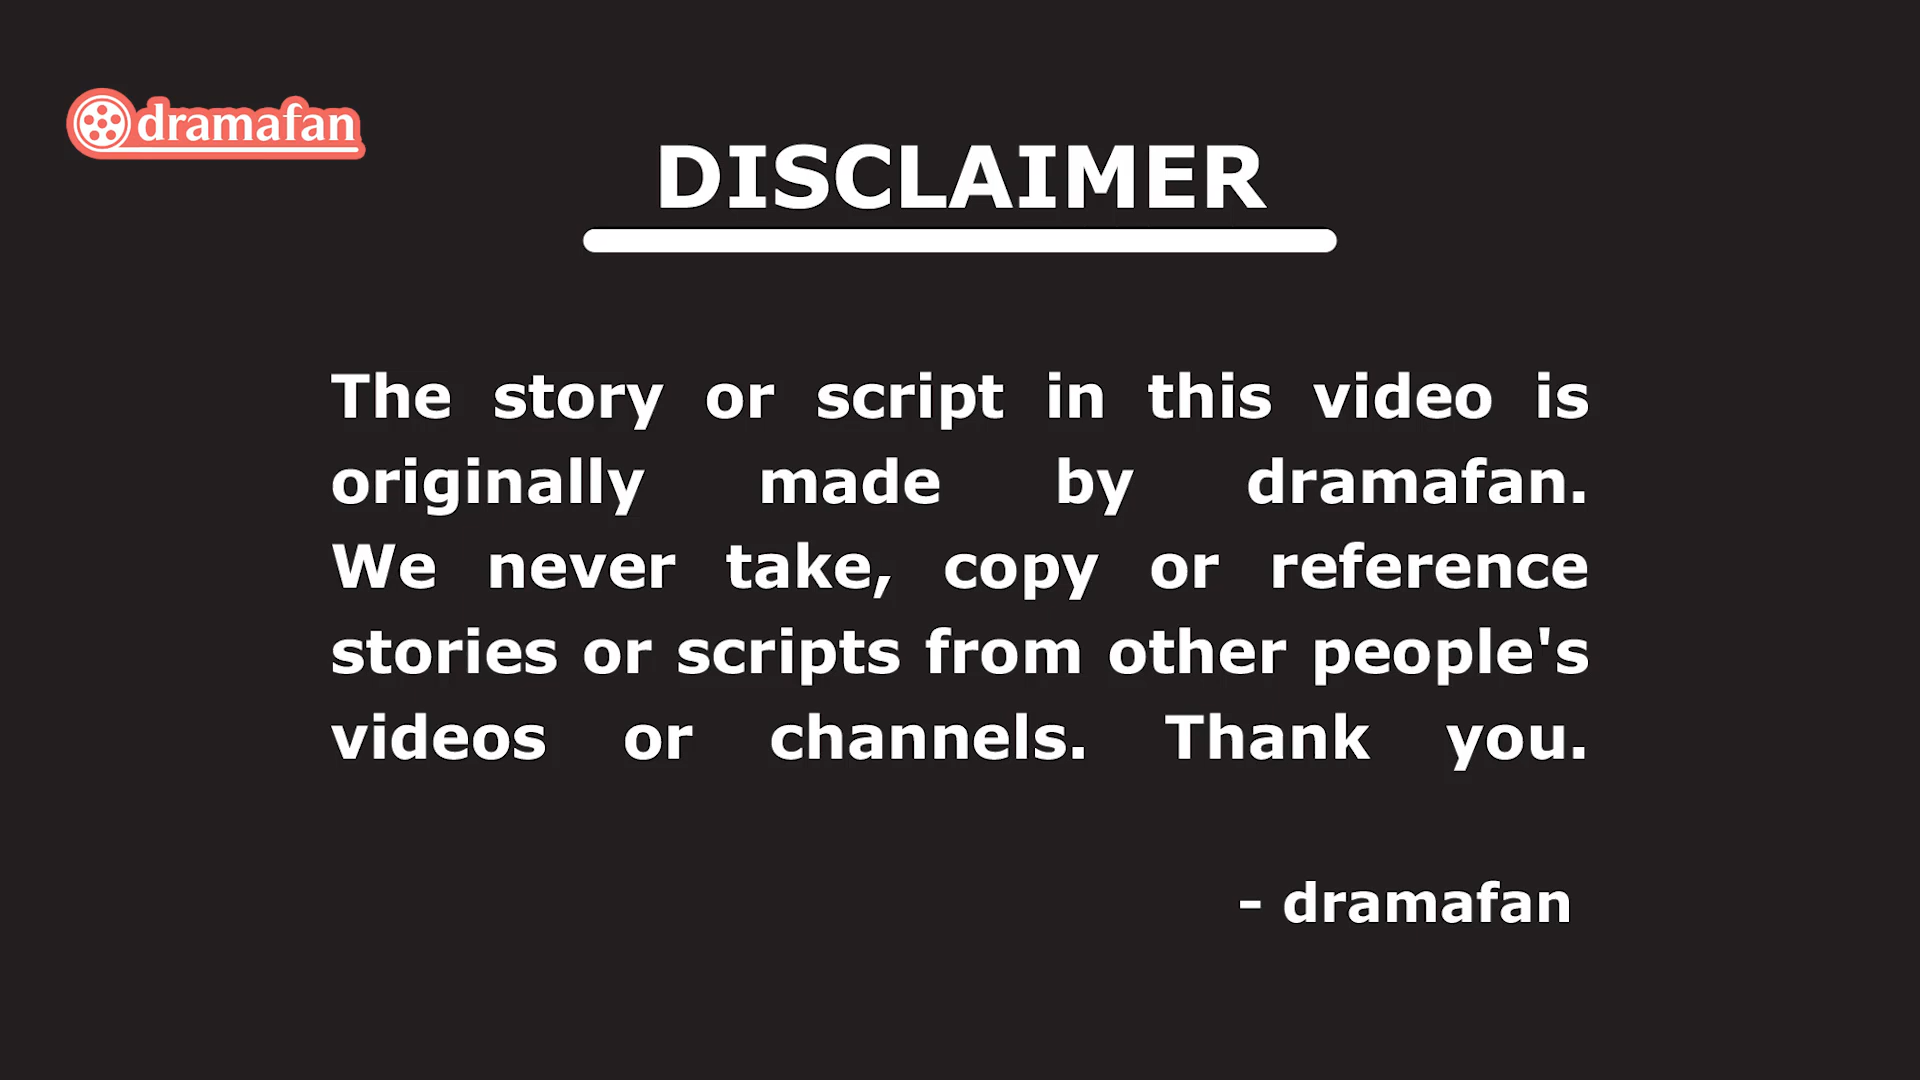 dramafan
DISCLAIMER
The story or script in this video is
originally made by dramafan.
We never take, copy or reference
stories or scripts from other people's
videos or channels. Thank you.
- dramafan